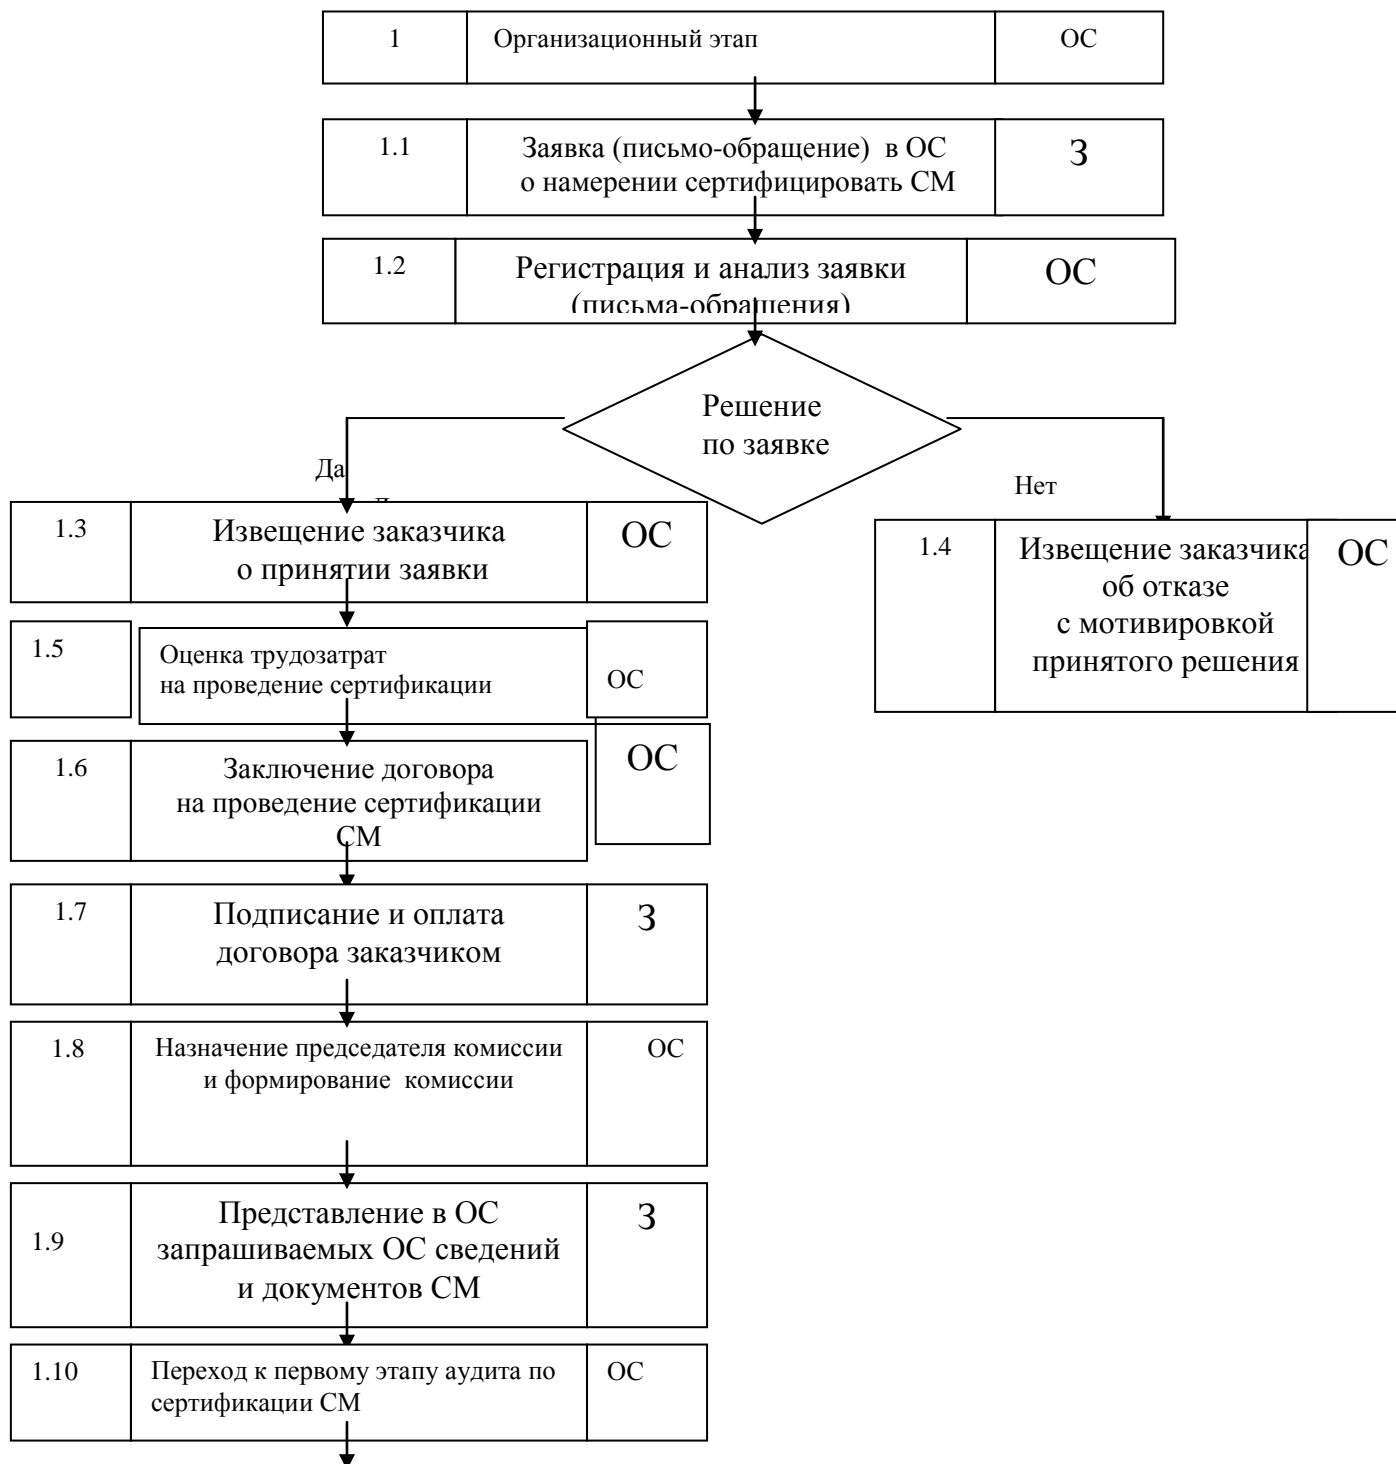 1 Организационный этап ОС
1.1 Заявка (письмо-обращение) в ОС З
о намерении сертифицировать СМ
1.2 Регистрация и анализ заявки ОС
(письма-обращения)
Решение
по заявке
Да
Нет
1.3 Извещение заказчика ОС
о принятии заявки
1.4 Извещение заказчика ОС
об отказе
с мотивировкой
принятого решения
1.5 Оценка трудозатрат
на проведение сертификации ОС
1.6 Заключение договора ОС
на проведение сертификации
СМ
1.7 Подписание и оплата З
договора заказчиком
1.8 Назначение председателя комиссии ОС
и формирование комиссии
1.9 Представление в ОС З
запрашиваемых ОС сведений
и документов СМ
1.10 Переход к первому этапу аудита по ОС
сертификации СМ